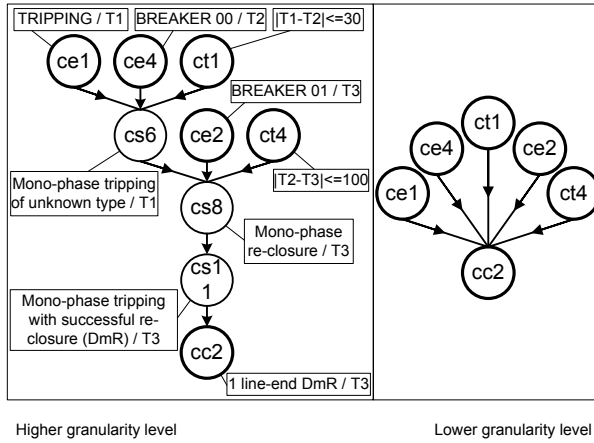 TRIPPING / T1
BREAKER 00 / T2
|T1-T2|<=30
ce1
ce4
ct1
BREAKER 01 / T3
cs6
ce2
ct4
|T2-T3|<=100
Mono-phase tripping
of unknown type / T1
cs8
Mono-phase
re-closure / T3
cs1
1
Mono-phase tripping
with successful re-
closure (DmR) / T3
cc2
1 line-end DmR / T3
ct1
ce4
ce2
ce1
ct4
cc2
Higher granularity level
Lower granularity level